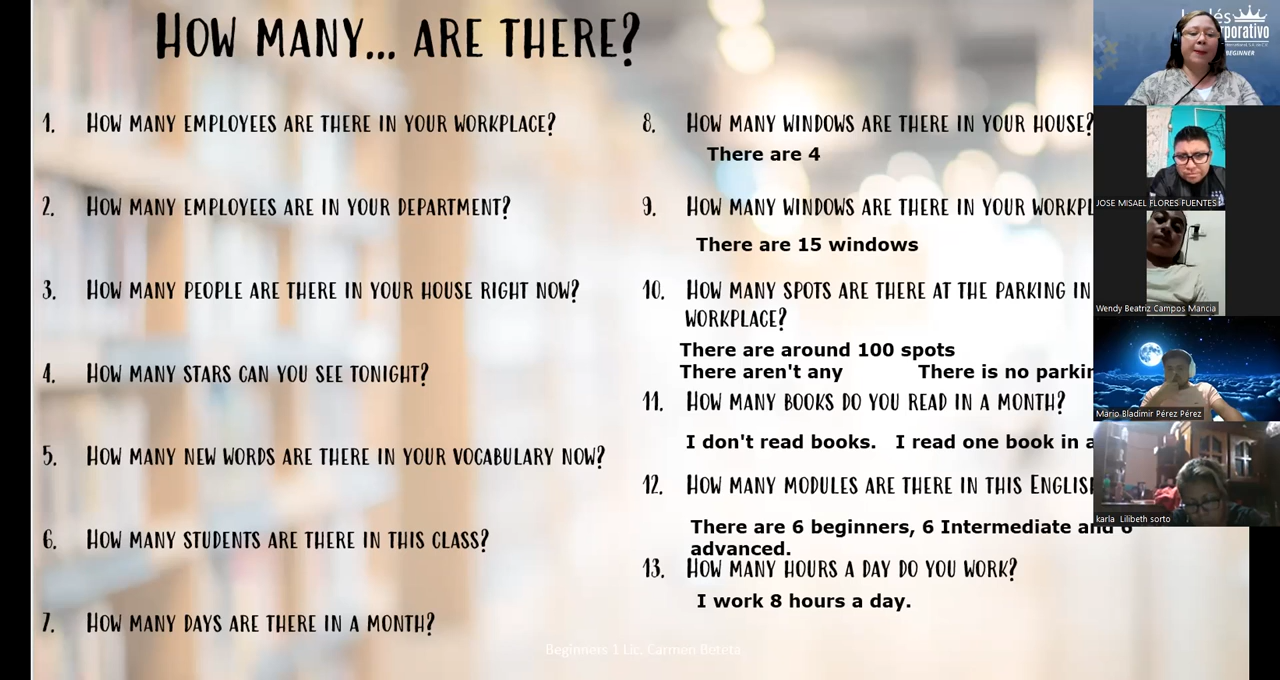 HOW MANY... ARE THERE?
1. HOW MANY EMPLOYEES ARE THERE IN YOUR WORKPLACE?
2. HOW MANY EMPLOYEES ARE IN YOUR DEPARTMENT?
3. HOW MANY PEOPLE ARE THERE IN YOUR HOUSE RIGHT NOW?
4. HOW MANY STARS CAN YOU SEE TONIGHT?
5. HOW MANY NEW WORDS ARE THERE IN YOUR VOCABULARY NOW?
6. HOW MANY STUDENTS ARE THERE IN THIS CLASS?
7. HOW MANY DAYS ARE THERE IN A MONTH?
8. HOW MANY WINDOWS ARE THERE IN YOUR HOUSE?
There are 4
9. HOW MANY WINDOWS ARE THERE IN YOUR WORKPL
There are 15 windows
10. HOW MANY SPOTS ARE THERE AT THE PARKING IN
WORKPLACE?
There are around 100 spots
There aren't any There is no parkin
11. HOW MANY BOOKS DO YOU READ IN A MONTH?
I don't read books. I read one book in a
12. HOW MANY MODULES ARE THERE IN THIS ENGLIS
There are 6 beginners, 6 Intermediate and 6
advanced.
13. HOW MANY HOURS A DAY DO YOU WORK?
I work 8 hours a day.
Beginners 1 Lic. Carmen Beteta
rporativo
BEGINNER
JOSE MISAEL FLORES FUENTES
Wendy Beatriz Campos Mancia
Mario Bladimir Pérez Pérez
karla Lilibeth sorto